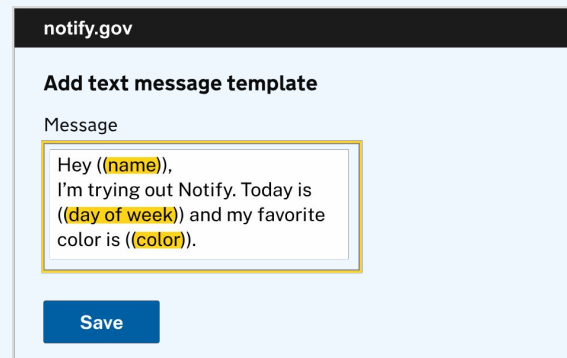 notify.gov
Add text message template
Message
Hey ((name)),
I’m trying out Notify. Today is
((day of week)) and my favorite
color is ((color)).
Save